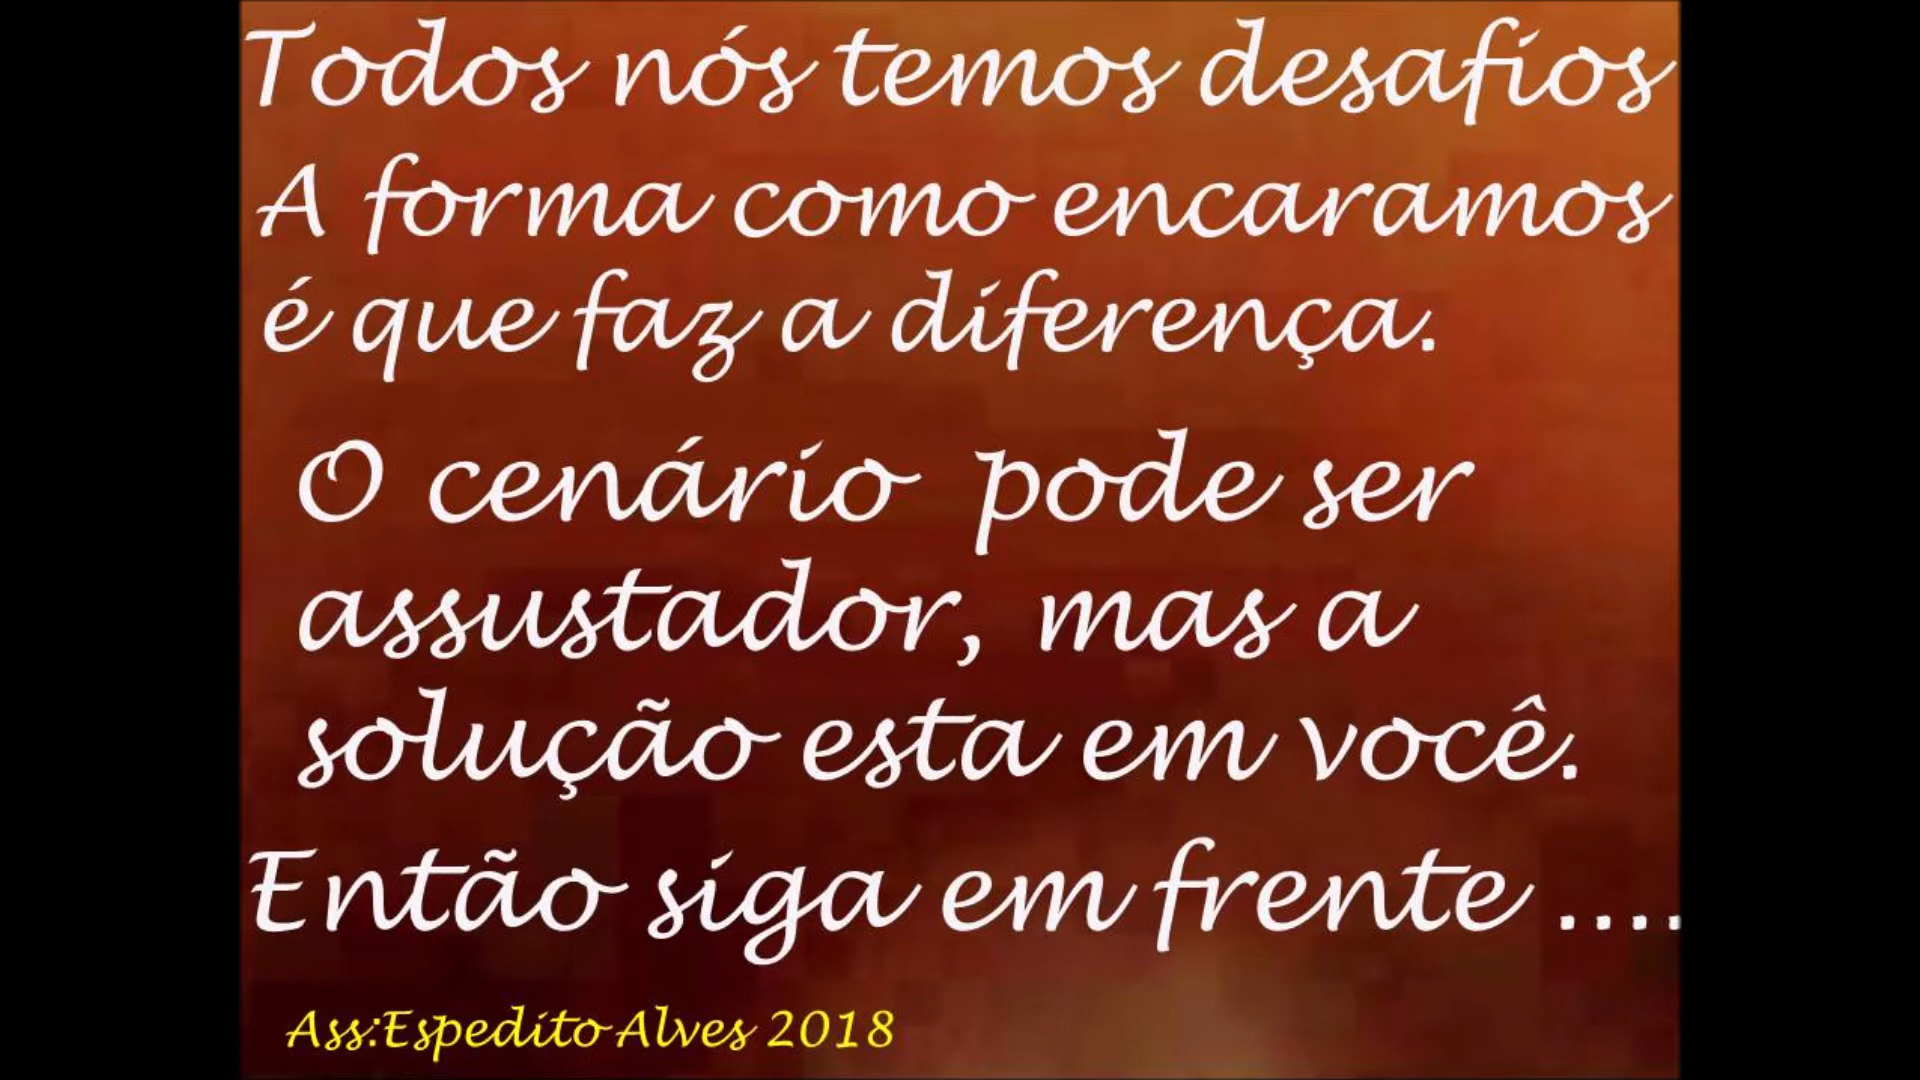 Todos nós temos desafios
A forma como encaramos
é que faz a diferença.
O cenário pode ser
assustador, mas a
solução esta em você.
Então siga em frente ....
Ass:Espedito Alves 2018